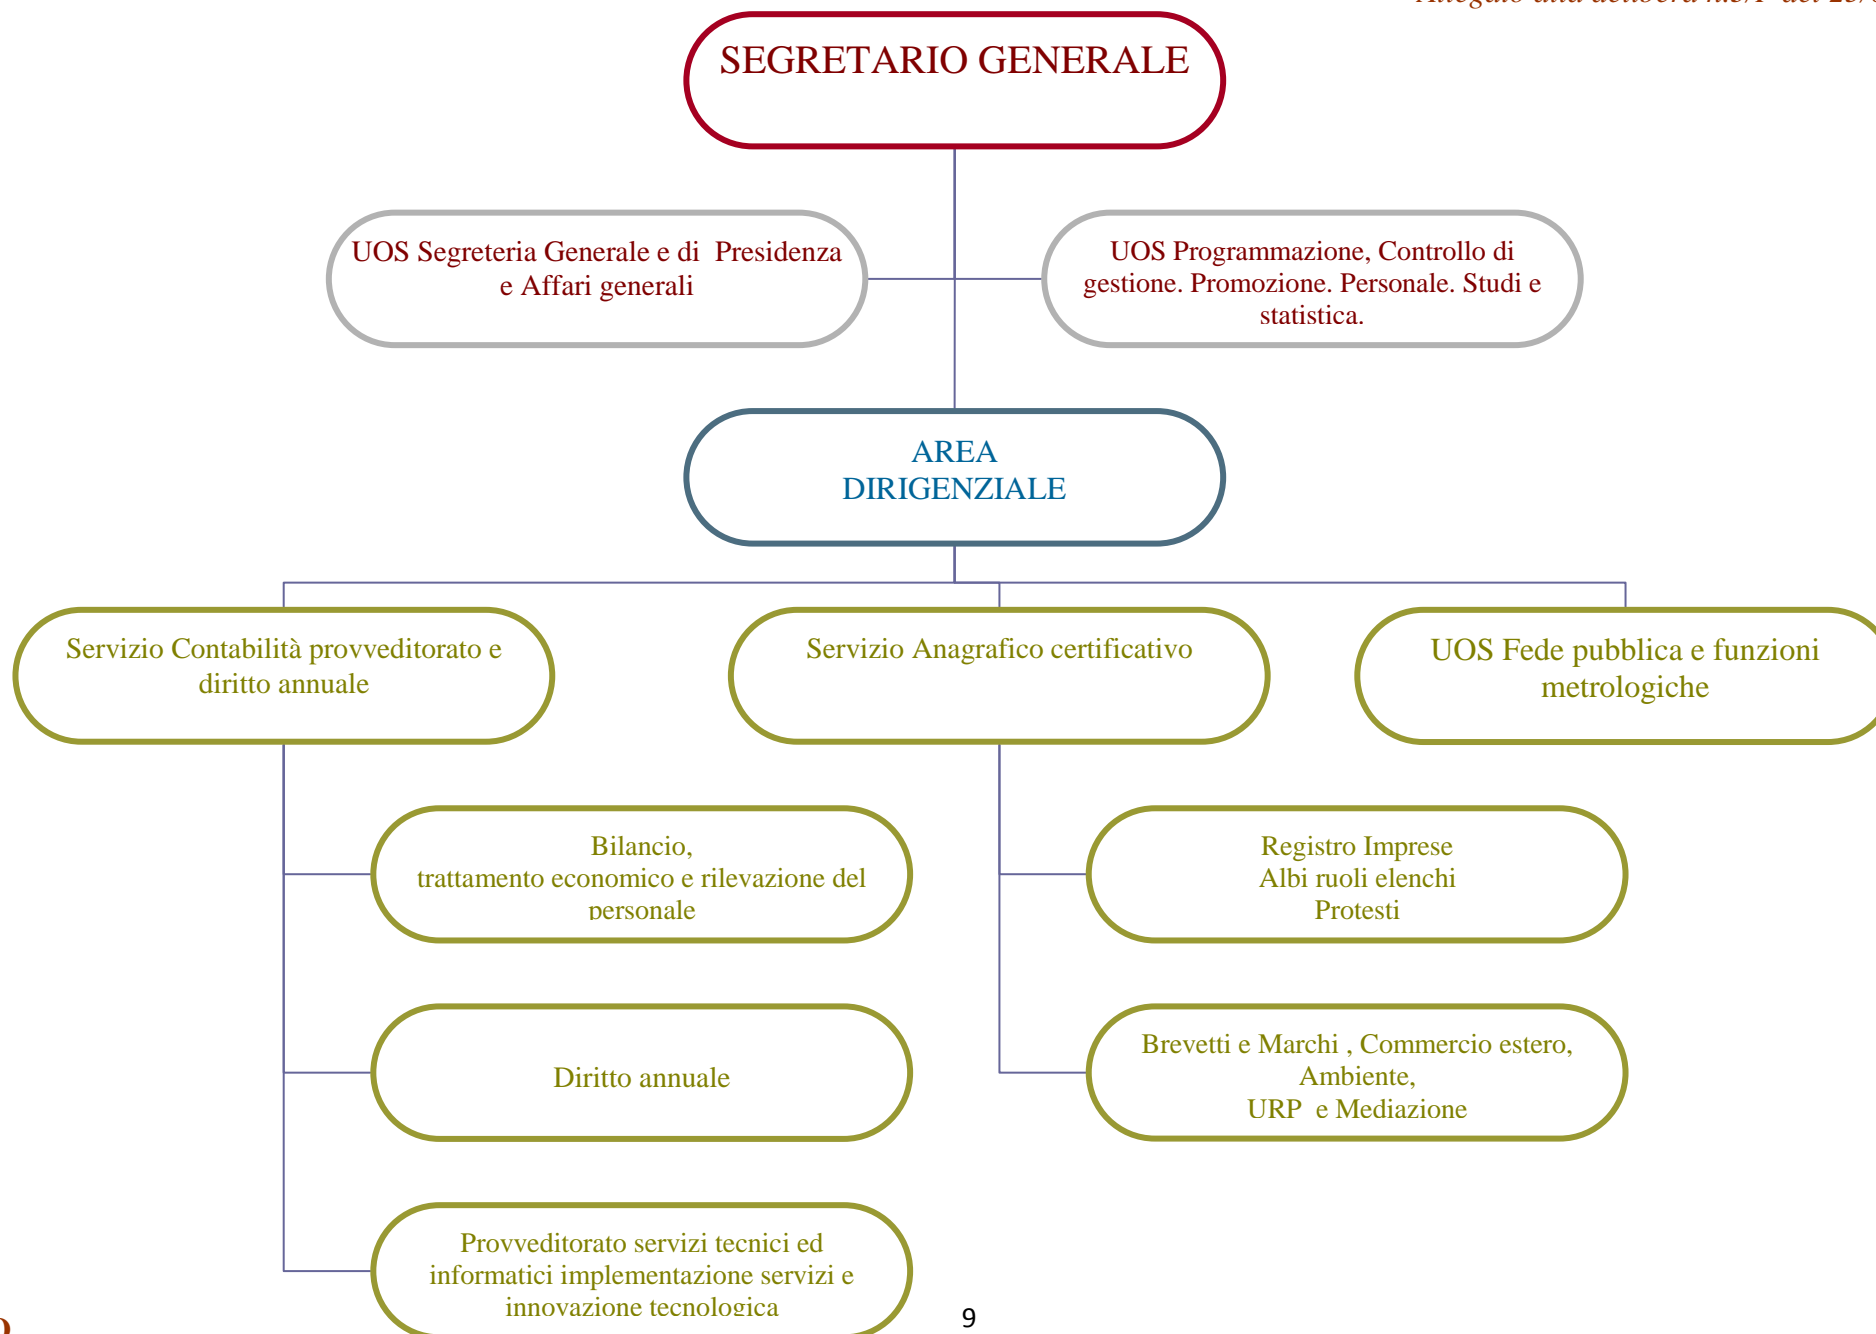 SEGRETARIO GENERALE
UOS Segreteria Generale e di Presidenza
e Affari generali
UOS Programmazione, Controllo di
gestione. Promozione. Personale. Studi e
statistica.
AREA
DIRIGENZIALE
Servizio Contabilità provveditorato e
diritto annuale
Servizio Anagrafico certificativo
UOS Fede pubblica e funzioni
metrologiche
Bilancio,
trattamento economico e rilevazione del
personale
Registro Imprese
Albi ruoli elenchi
Protesti
Diritto annuale
Brevetti e Marchi , Commercio estero,
Ambiente,
URP e Mediazione
Provveditorato servizi tecnici ed
informatici implementazione servizi e
innovazione tecnologica
9